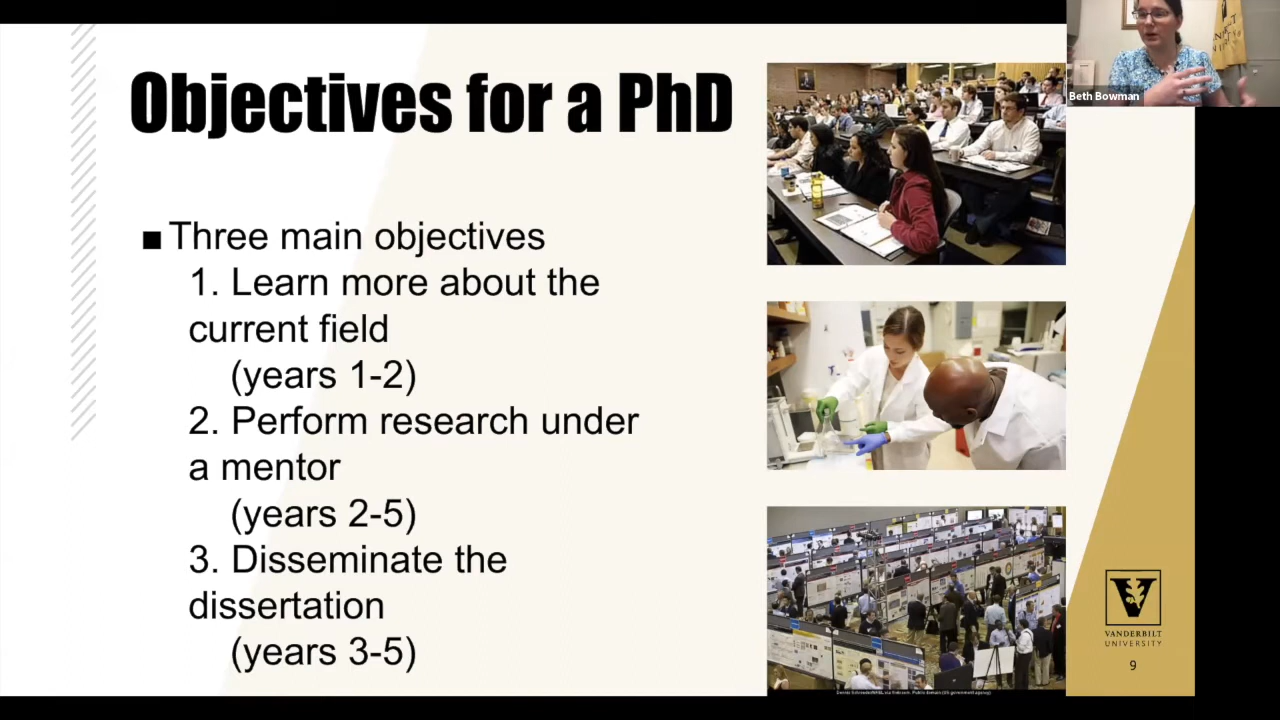 Objectives for a PhD
Beth Bowman
■ Three main objectives
1. Learn more about the
current field
(years 1-2)
2. Perform research under
a mentor
(years 2-5)
3. Disseminate the
dissertation
(years 3-5)
V
VANDERBILT
UNIVERSITY
9